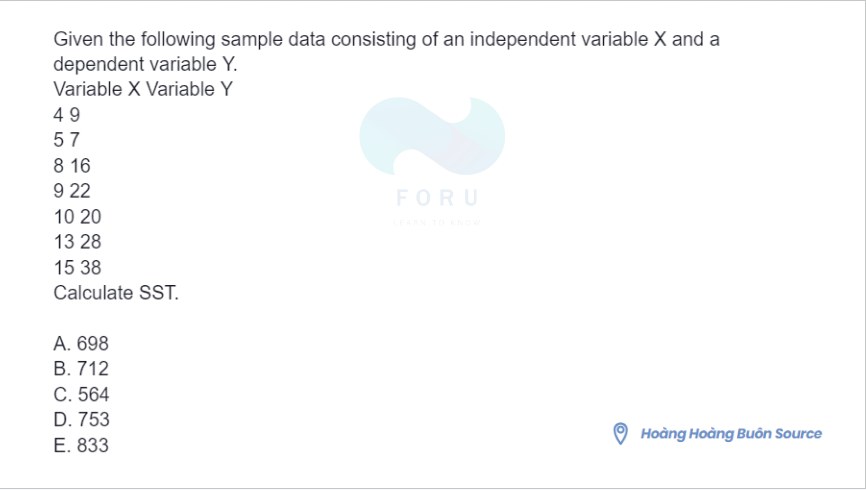 Given the following sample data consisting of an independent variable X and a
dependent variable Y.
Variable X Variable Y
4 9
5 7
8 16
9 22
10 20
13 28
15 38
Calculate SST.
A. 698
B. 712
C. 564
D. 753
E. 833
FORU
Hoàng Hoàng Buôn Source